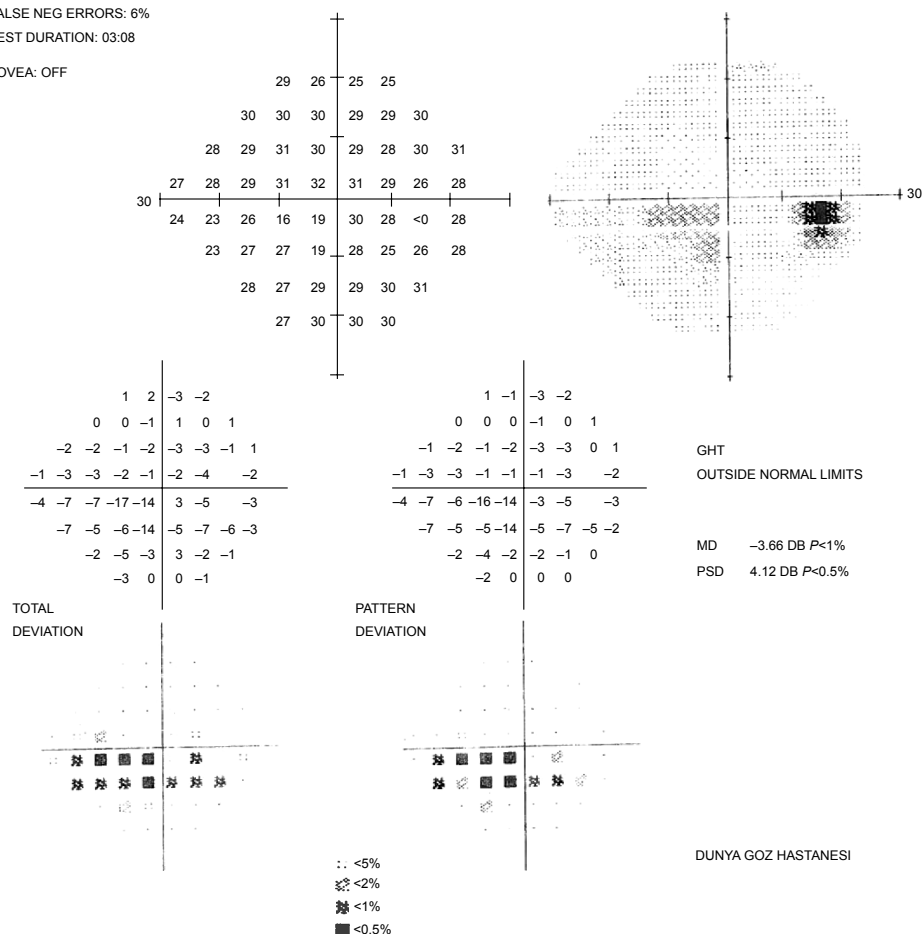 ALSE NEG ERRORS: 6%
EST DURATION: 03:08
OVEA: OFF
29 26 25 25
30 30 30 29 29 30
28 29 31 30 29 28 30 31
27 28 29 31 32 31 29 26 28
30 30
24 23 26 16 19 30 28 <0 28
23 27 27 19 28 25 26 28
28 27 29 29 30 31
27 30 30 30
1 2 –3 –2
0 0 –1 1 0 1
–2 –2 –1 –2 –3 –3 –1 1
–1 –3 –3 –2 –1 –2 –4 –2
–4 –7 –7 –17 –14 3 –5 –3
–7 –5 –6 –14 –5 –7 –6 –3
–2 –5 –3 3 –2 –1
–3 0 0 –1
TOTAL
DEVIATION
1 –1 –3 –2
0 0 0 –1 0 1
–1 –2 –1 –2 –3 –3 0 1
–1 –3 –3 –1 –1 –1 –3 –2
–4 –7 –6 –16 –14 –3 –5 –3
–7 –5 –5 –14 –5 –7 –5 –2
–2 –4 –2 –2 –1 0
–2 0 0 0
PATTERN
DEVIATION
GHT
OUTSIDE NORMAL LIMITS
MD –3.66 DB P<1%
PSD 4.12 DB P<0.5%
<5%
<2%
<1%
<0.5%
DUNYA GOZ HASTANESI